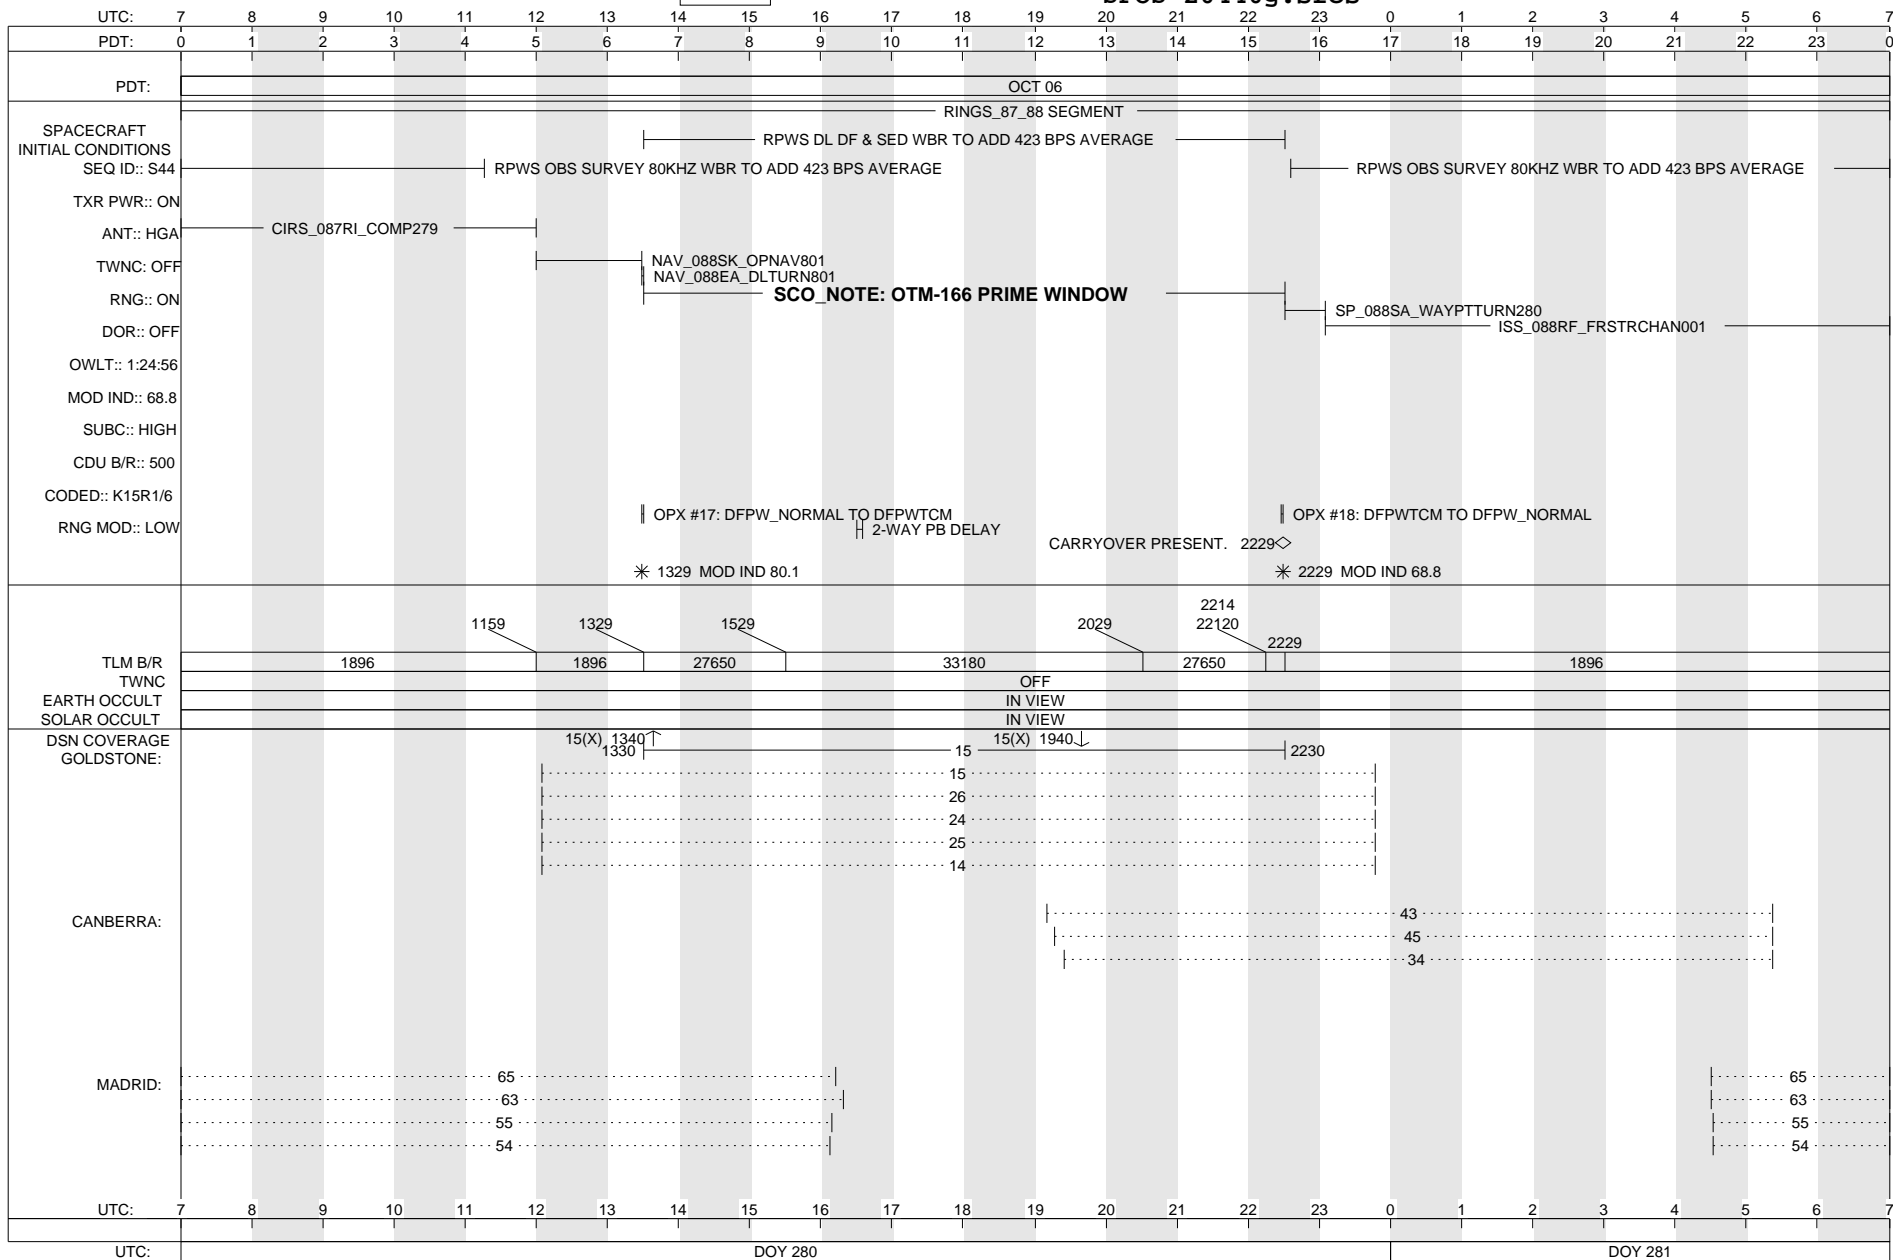 UTC: 7 8 9 10 11 12 13 14 15 16 17 18 19 20 21 22 23 0 1 2 3 4 5 6 7
PDT: 0 1 2 3 4 5 6 7 8 9 10 11 12 13 14 15 16 17 18 19 20 21 22 23 0
PDT: OCT 06
RINGS_87_88 SEGMENT
SPACECRAFT
INITIAL CONDITIONS
RPWS DL DF & SED WBR TO ADD 423 BPS AVERAGE
SEQ ID:: S44 RPWS OBS SURVEY 80KHZ WBR TO ADD 423 BPS AVERAGE RPWS OBS SURVEY 80KHZ WBR TO ADD 423 BPS AVERAGE
TXR PWR:: ON
ANT:: HGA CIRS_087RI_COMP279
TWNC: OFF NAV_088SK_OPNAV801
NAV_088EA_DLTURN801
RNG:: ON SCO_NOTE: OTM-166 PRIME WINDOW
SP_088SA_WAYPTTURN280
DOR:: OFF ISS_088RF_FRSTRCHAN001
OWLT:: 1:24:56
MOD IND:: 68.8
SUBC:: HIGH
CDU B/R:: 500
CODED:: K15R1/6
OPX #17: DFPW_NORMAL TO DFPWTCM OPX #18: DFPWTCM TO DFPW_NORMAL
RNG MOD:: LOW 2-WAY PB DELAY
CARRYOVER PRESENT. 2229
1329 MOD IND 80.1 2229 MOD IND 68.8
2214
1159 1329 1529 2029 22120
2229
TLM B/R 1896 1896 27650 33180 27650 1896
TWNC OFF
EARTH OCCULT IN VIEW
SOLAR OCCULT IN VIEW
DSN COVERAGE 15(X) 1340 15(X) 1940
GOLDSTONE: 1330 15 2230
15
26
24
25
14
CANBERRA: 43
45
34
MADRID: 65 65
63 63
55 55
54 54
UTC: 7 8 9 10 11 12 13 14 15 16 17 18 19 20 21 22 23 0 1 2 3 4 5 6 7
UTC: DOY 280 DOY 281